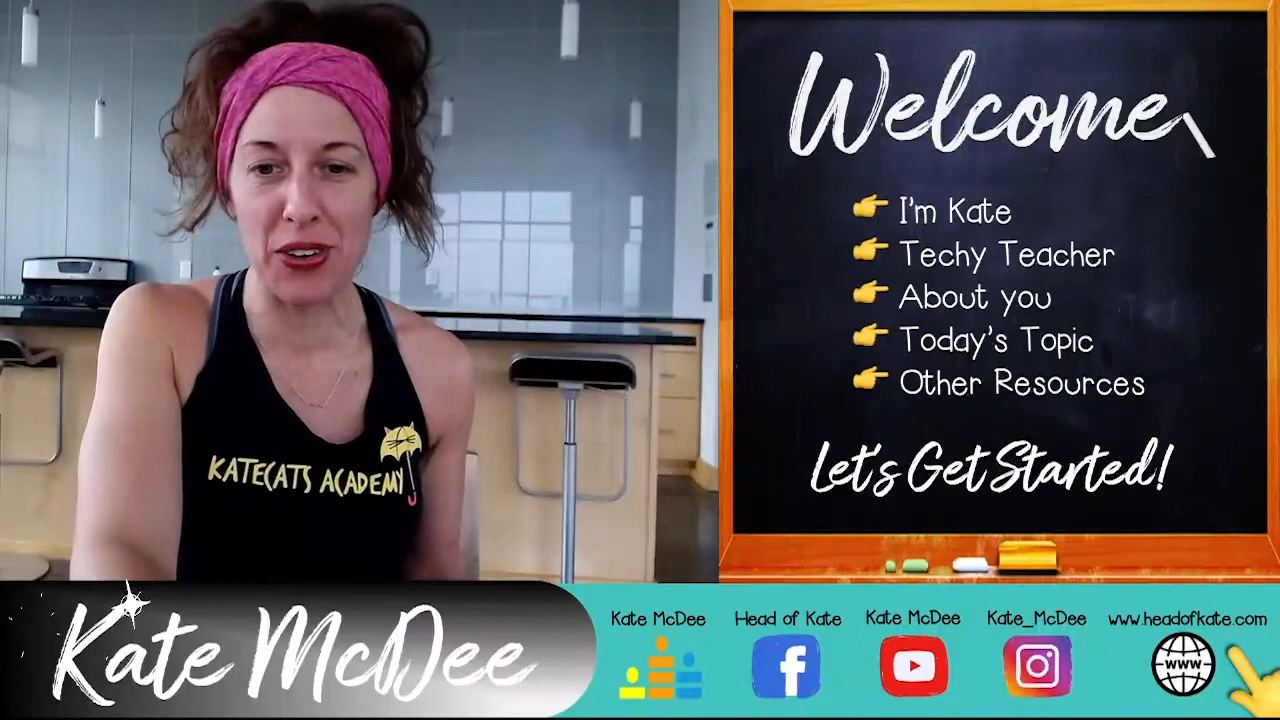 Welcome
I'm Kate
Techy Teacher
About you
Today's Topic
Other Resources
Let's Get Started!
KATECATS ACADEMY
Kate McDee
Kate McDee
Head of Kate
Kate McDee
Kate_McDee
www.headofkate.com
WWW